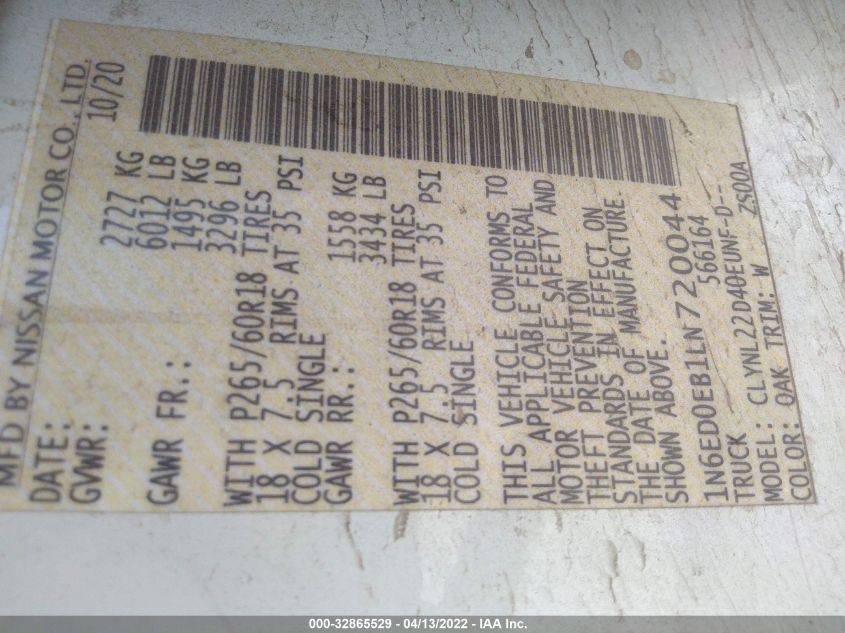 MFD BY NISSAN MOTOR CO., LTD.
DATE: 10/20
GVWR: 2727 KG
6012 LB
GAWR FR.: 1495 KG
3296 LB
WITH P265/60R18 TIRES
18 X 7.5 RIMS AT 35 PSI
COLD SINGLE
GAWR RR.: 1558 KG
3434 LB
WITH P265/60R18 TIRES
18 X 7.5 RIMS AT 35 PSI
COLD SINGLE
THIS VEHICLE CONFORMS TO
ALL APPLICABLE FEDERAL
MOTOR VEHICLE SAFETY AND
THEFT PREVENTION
STANDARDS IN EFFECT ON
THE DATE OF MANUFACTURE
SHOWN ABOVE.
1N6ED0EB1LN720044
TRUCK 566164
MODEL: CLYNL22D40EUNF-D--
COLOR: QAK TRIM: W ZS00A
000-32865529 - 04/13/2022 - IAA Inc.